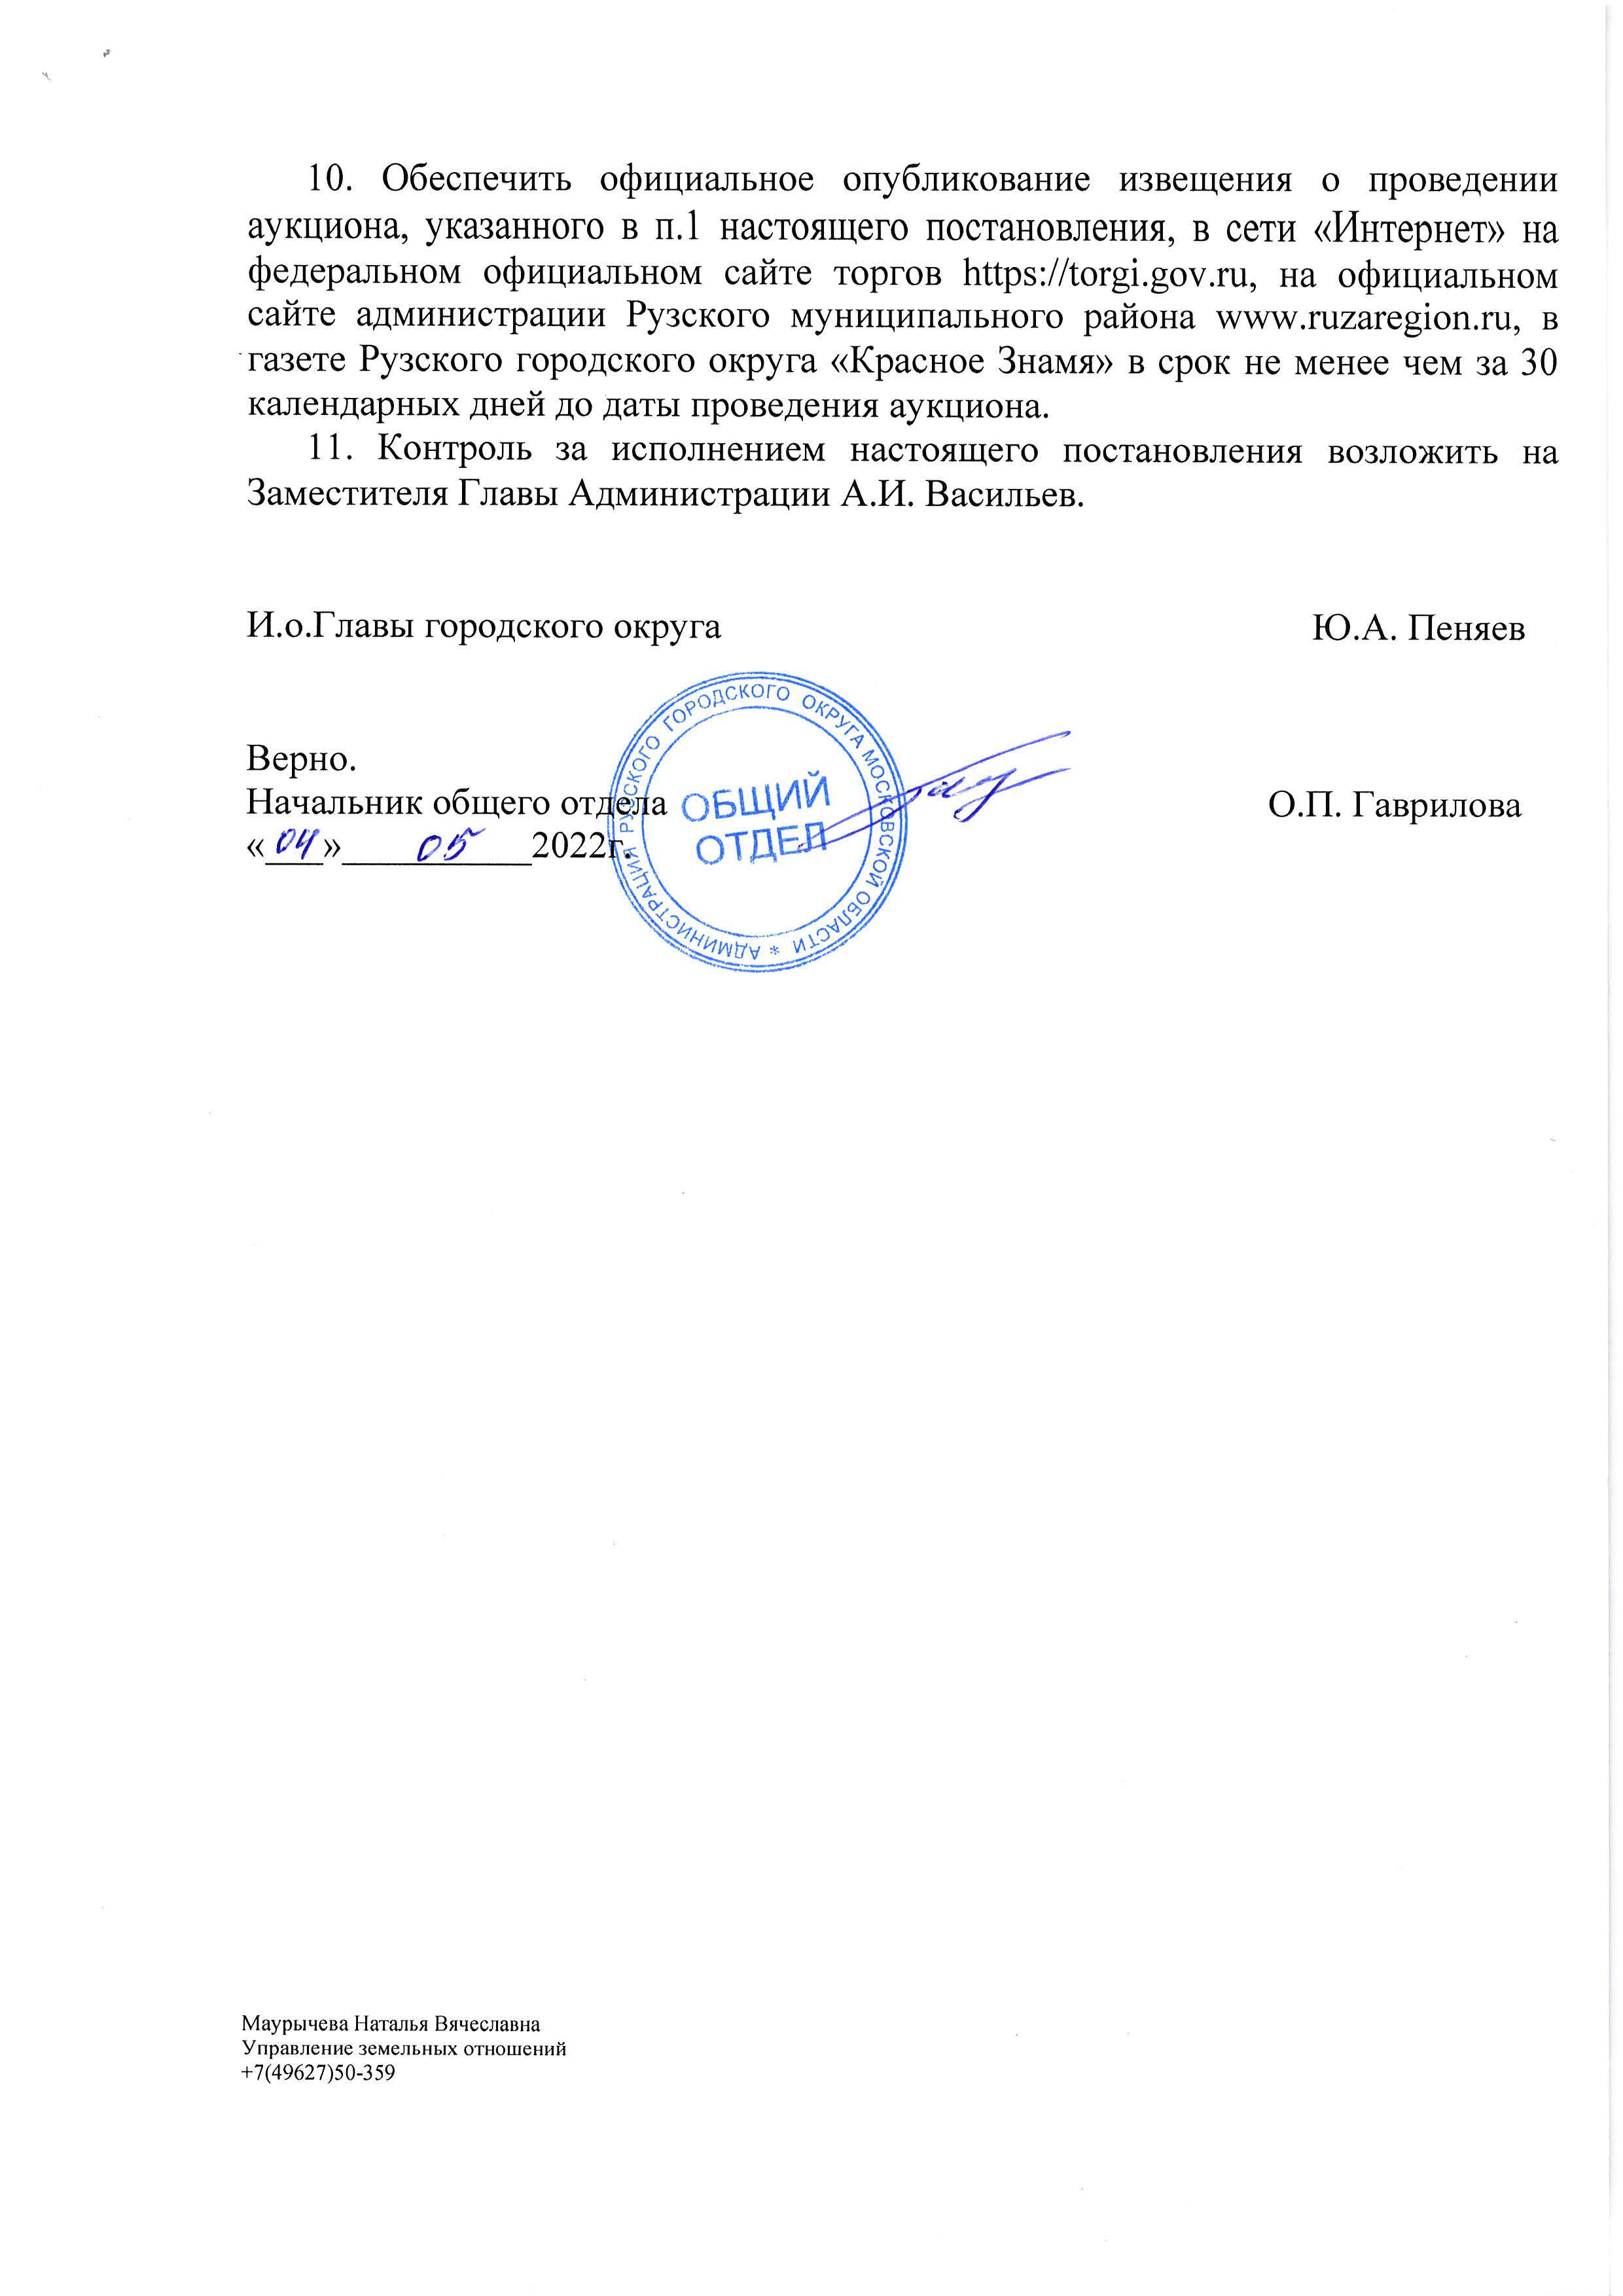 10. Обеспечить официальное опубликование извещения о проведении
аукциона, указанного в п.1 настоящего постановления, в сети «Интернет» на
федеральном официальном сайте торгов https://torgi.gov.ru, на официальном
сайте администрации Рузского муниципального района www.ruzaregion.ru, в
газете Рузского городского округа «Красное Знамя» в срок не менее чем за 30
календарных дней до даты проведения аукциона.
11. Контроль за исполнением настоящего постановления возложить на
Заместителя Главы Администрации А.И. Васильев.
И.о.Главы городского округа Ю.А. Пеняев
Верно.
Начальник общего отдела О.П. Гаврилова
«04» 05 2022г.
АДМИНИСТРАЦИЯ РУЗСКОГО ГОРОДСКОГО ОКРУГА МОСКОВСКОЙ ОБЛАСТИ *
ОБЩИЙ
ОТДЕЛ
Маурычева Наталья Вячеславна
Управление земельных отношений
+7(49627)50-359